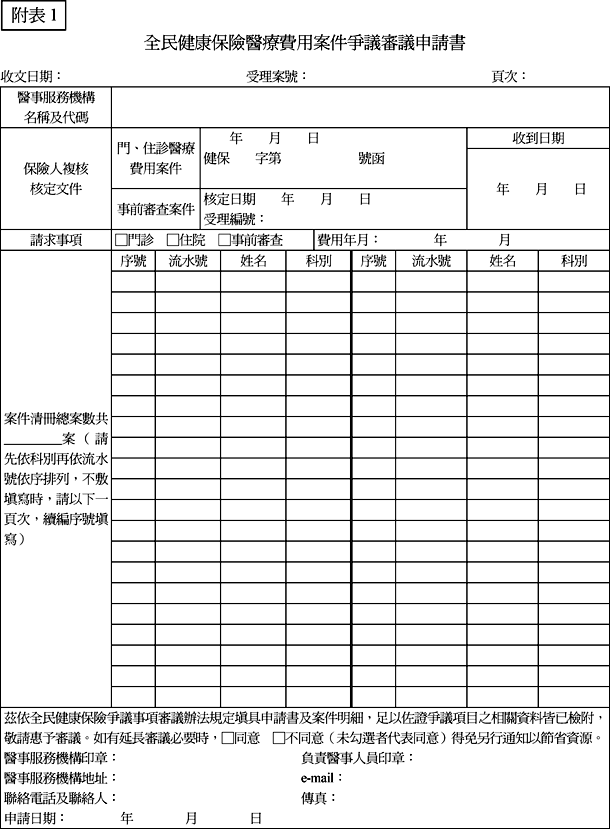 附表 1
全民健康保險醫療費用案件爭議審議申請書
收文日期： 受理案號： 頁次：
醫事服務機構
名稱及代碼
保險人複核
核定文件
門、住診醫療
費用案件
年 月 日
健保 字第 號函
收到日期
年 月 日
事前審查案件
核定日期 年 月 日
受理編號：
請求事項 □門診 □住院 □事前審查 費用年月： 年 月
序號 流水號 姓名 科別 序號 流水號 姓名 科別
案件清冊總案數共
________案（請
先依科別再依流水
號依序排列，不敷
填寫時，請以下一
頁次，續編序號填
寫）
茲依全民健康保險爭議事項審議辦法規定填具申請書及案件明細，足以佐證爭議項目之相關資料皆已檢附，
敬請惠予審議。如有延長審議必要時，□同意 □不同意（未勾選者代表同意）得免另行通知以節省資源。
醫事服務機構印章： 負責醫事人員印章：
醫事服務機構地址： e-mail：
聯絡電話及聯絡人： 傳真：
申請日期： 年 月 日